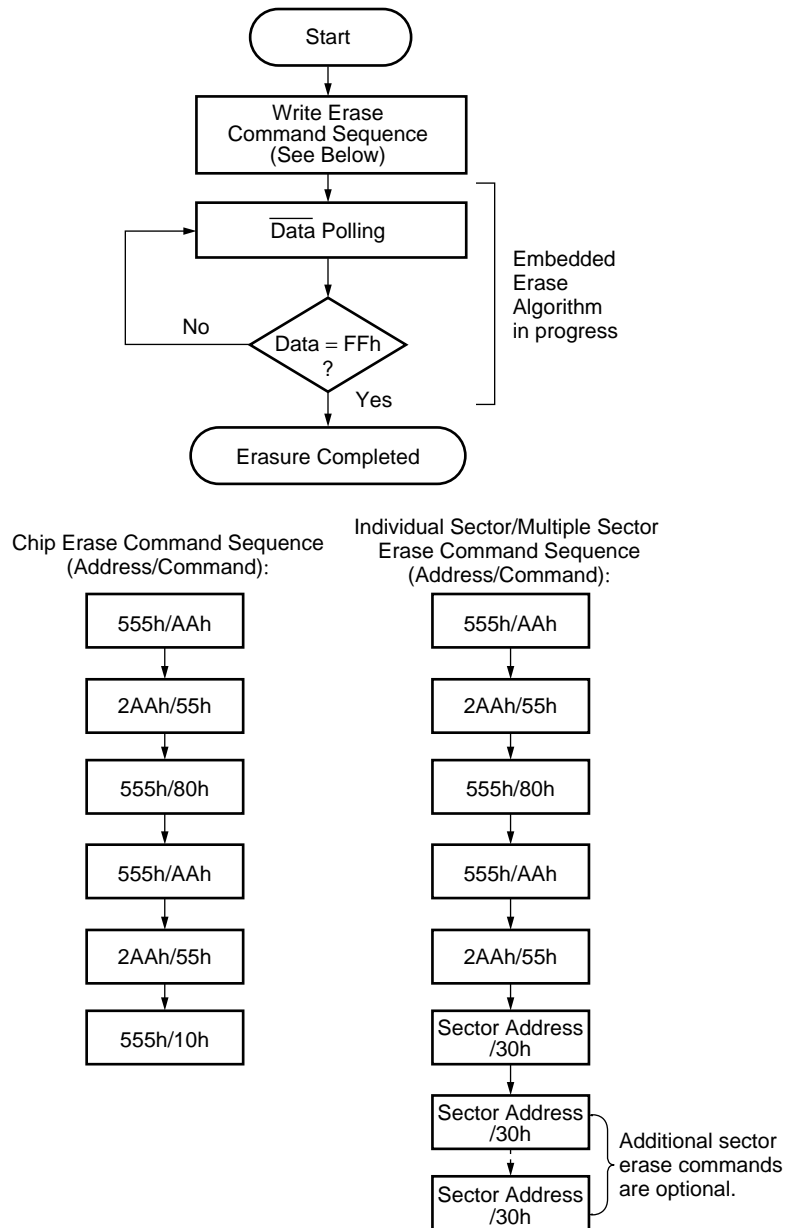 Start
Write Erase
Command Sequence
(See Below)
Data Polling
No
Data = FFh
?
Yes
Erasure Completed
Embedded
Erase
Algorithm
in progress
Chip Erase Command Sequence
(Address/Command):
555h/AAh
2AAh/55h
555h/80h
555h/AAh
2AAh/55h
555h/10h
Individual Sector/Multiple Sector
Erase Command Sequence
(Address/Command):
555h/AAh
2AAh/55h
555h/80h
555h/AAh
2AAh/55h
Sector Address
/30h
Sector Address
/30h
Sector Address
/30h
Additional sector
erase commands
are optional.